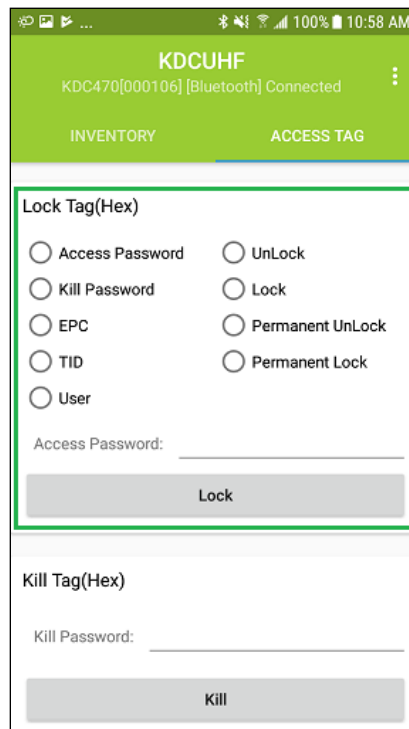 ... 100% 10:58 AM
KDCUHF
KDC470[000106] [Bluetooth] Connected
INVENTORY ACCESS TAG
Lock Tag(Hex)
Access Password UnLock
Kill Password Lock
EPC Permanent UnLock
TID Permanent Lock
User
Access Password:
Lock
Kill Tag(Hex)
Kill Password:
Kill